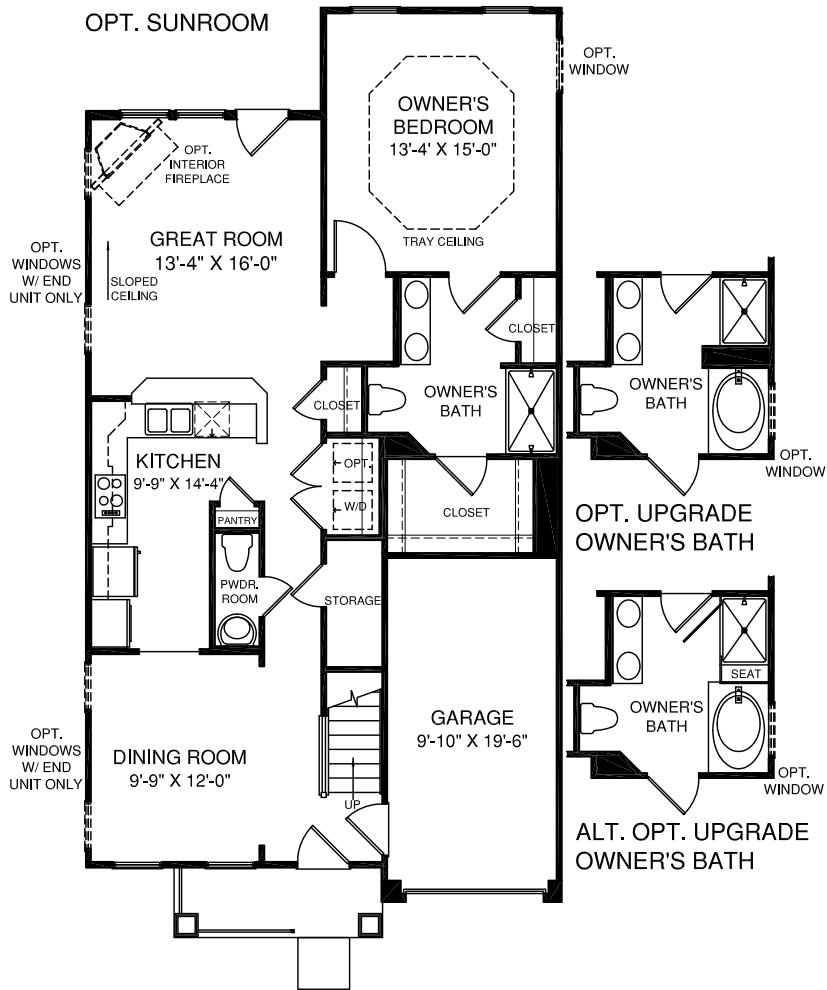 OPT. SUNROOM
OPT.
WINDOW
OWNER'S
BEDROOM
13'-4' X 15'-0"
TRAY CEILING
OPT.
INTERIOR
FIREPLACE
GREAT ROOM
13'-4" X 16'-0"
SLOPED
CEILING
OPT.
WINDOWS
W/ END
UNIT ONLY
CLOSET
OWNER'S
BATH
CLOSET
KITCHEN
9'-9" X 14'-4"
OPT.
W/D
CLOSET
PANTRY
PWDR.
ROOM
STORAGE
OPT.
WINDOWS
W/ END
UNIT ONLY
DINING ROOM
9'-9" X 12'-0"
UP
GARAGE
9'-10" X 19'-6"
OWNER'S
BATH
OPT.
WINDOW
OPT. UPGRADE
OWNER'S BATH
SEAT
OWNER'S
BATH
OPT.
WINDOW
ALT. OPT. UPGRADE
OWNER'S BATH